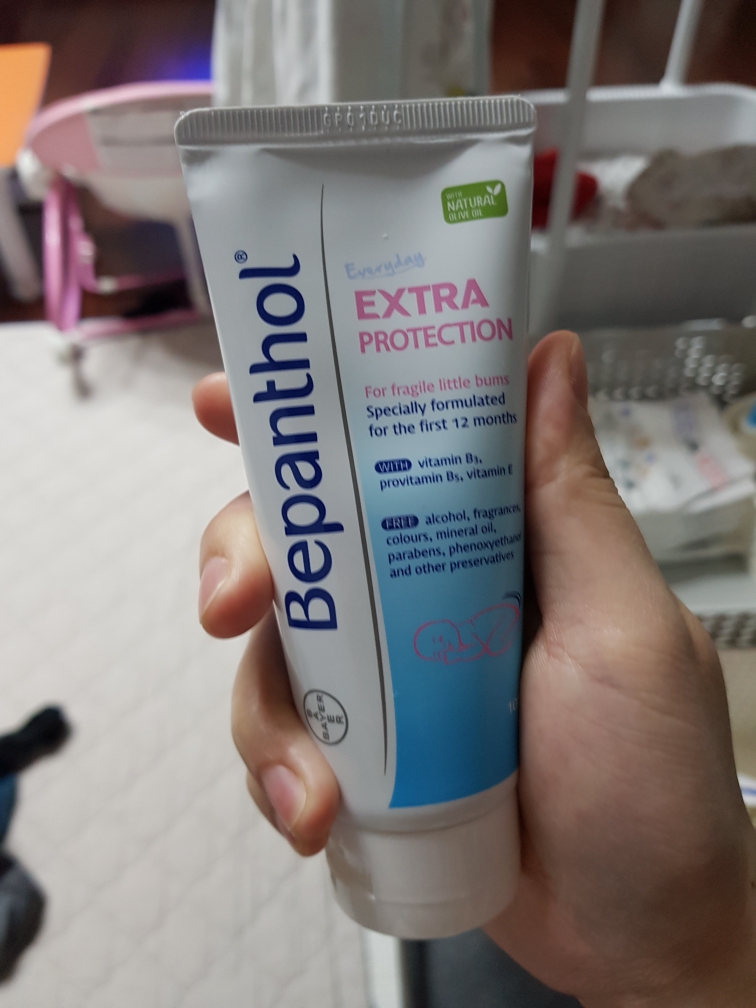 WITH
NATURAL
OLIVE OIL
Bepanthol®
Everyday
EXTRA
PROTECTION
For fragile little bums
Specially formulated
for the first 12 months
WITH vitamin B₃,
provitamin B₅, vitamin E
FREE alcohol, fragrances,
colours, mineral oil,
parabens, phenoxyethanol
and other preservatives
BAYER